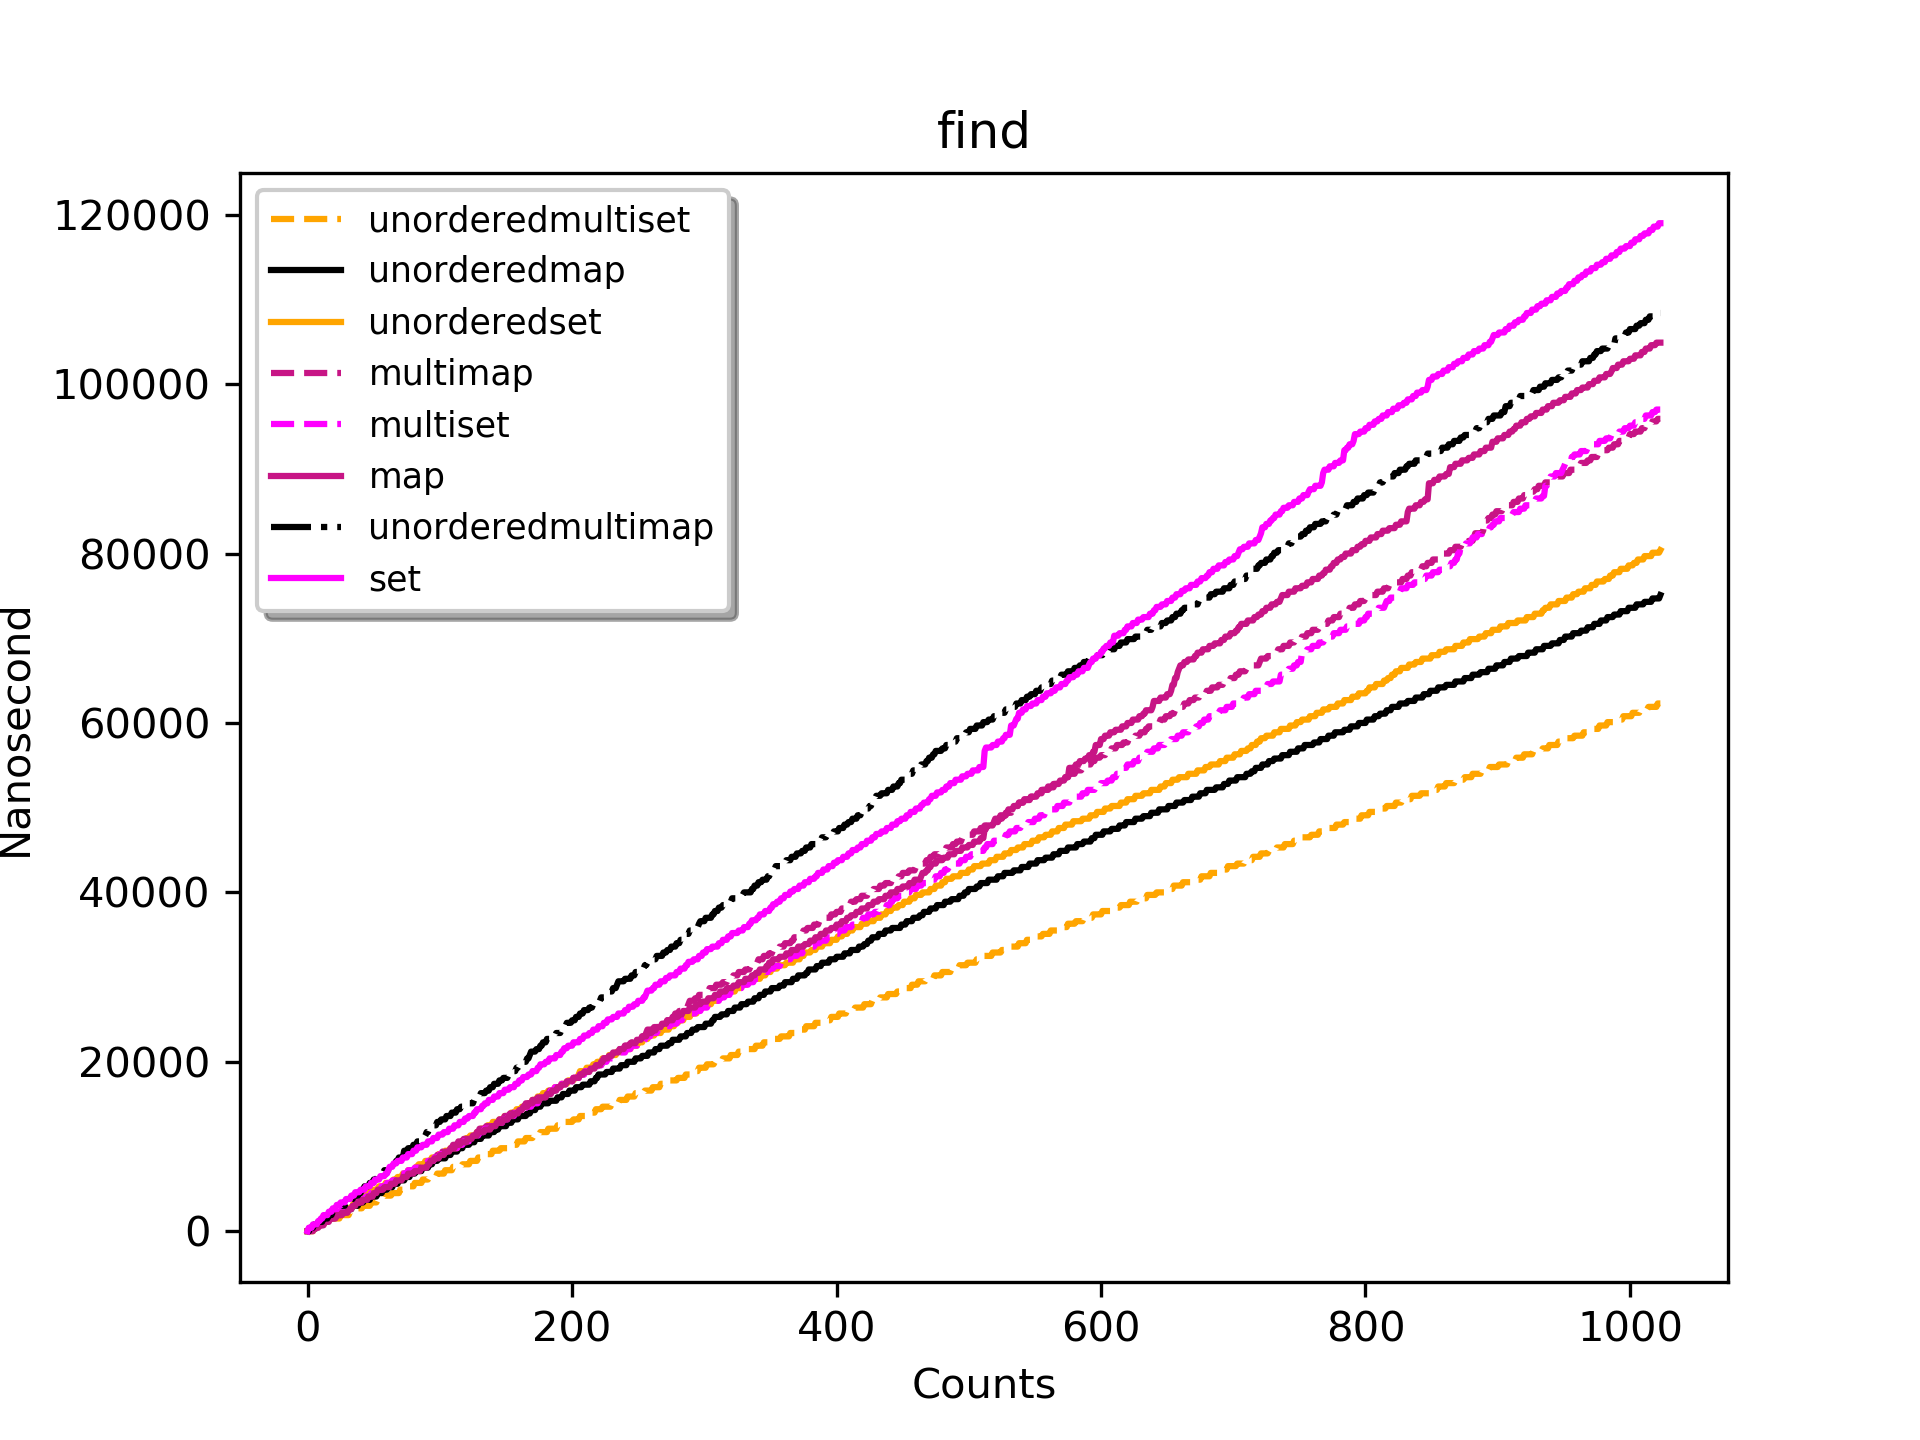 find
120000
100000
80000
60000
40000
20000
0
Nanosecond
unorderedmultiset
unorderedmap
unorderedset
multimap
multiset
map
unorderedmultimap
set
0 200 400 600 800 1000
Counts